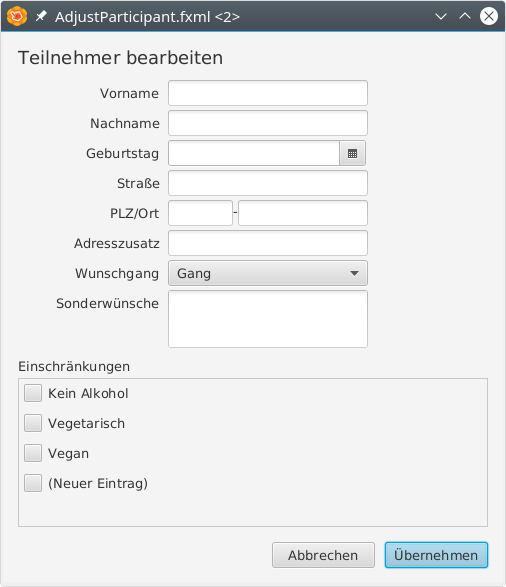 AdjustParticipant.fxml <2>
Teilnehmer bearbeiten
Vorname
Nachname
Geburtstag
Straße
PLZ/Ort -
Adresszusatz
Wunschgang Gang
Sonderwünsche
Einschränkungen
Kein Alkohol
Vegetarisch
Vegan
(Neuer Eintrag)
Abbrechen Übernehmen